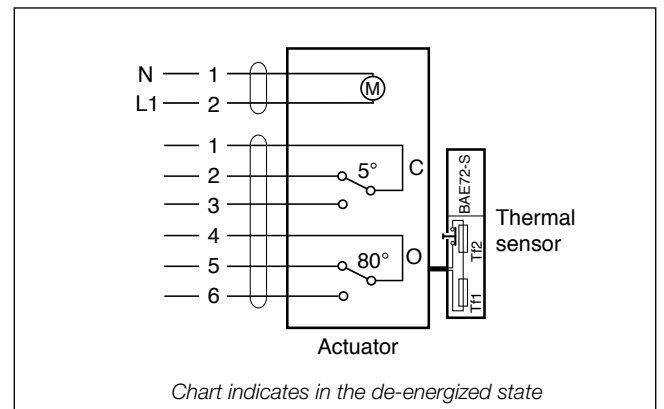 N 1
L1 2
M
1
2
3
4
5
6
5°
C
80°
O
BAE72-S
Tf2
Tf1
Thermal
sensor
Actuator
Chart indicates in the de-energized state